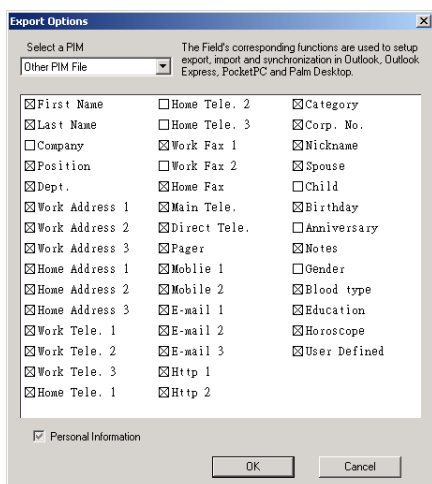 Export Options
Select a PIM
Other PIM File
The Field's corresponding functions are used to setup
export, import and synchronization in Outlook, Outlook
Express, PocketPC and Palm Desktop.
First Name
Last Name
Company
Position
Dept.
Work Address 1
Work Address 2
Work Address 3
Home Address 1
Home Address 2
Home Address 3
Work Tele. 1
Work Tele. 2
Work Tele. 3
Home Tele. 1
Home Tele. 2
Home Tele. 3
Work Fax 1
Work Fax 2
Home Fax
Main Tele.
Direct Tele.
Pager
Moblie 1
Mobile 2
E-mail 1
E-mail 2
E-mail 3
Http 1
Http 2
Category
Corp. No.
Nickname
Spouse
Child
Birthday
Anniversary
Notes
Gender
Blood type
Education
Horoscope
User Defined
Personal Information
OK
Cancel